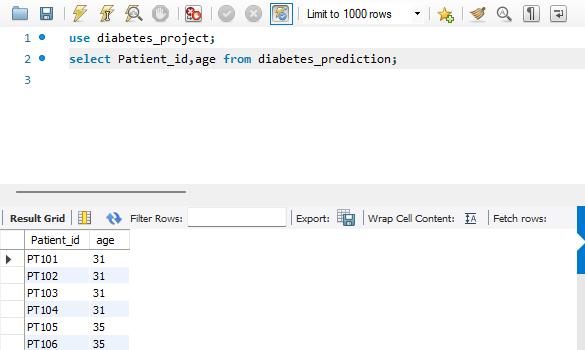 Limit to 1000 rows
1 use diabetes_project;
2 select Patient_id,age from diabetes_prediction;
3
Result Grid Filter Rows: Export: Wrap Cell Content: Fetch rows:
Patient_id age
PT101 31
PT102 31
PT103 31
PT104 31
PT105 35
PT106 35